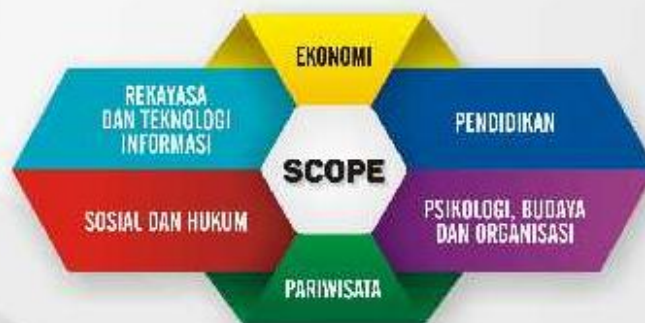 EKONOMI
REKAYASA
DAN TEKNOLOGI
INFORMASI
PENDIDIKAN
SCOPE
SOSIAL DAN HUKUM
PSIKOLOGI, BUDAYA
DAN ORGANISASI
PARIWISATA